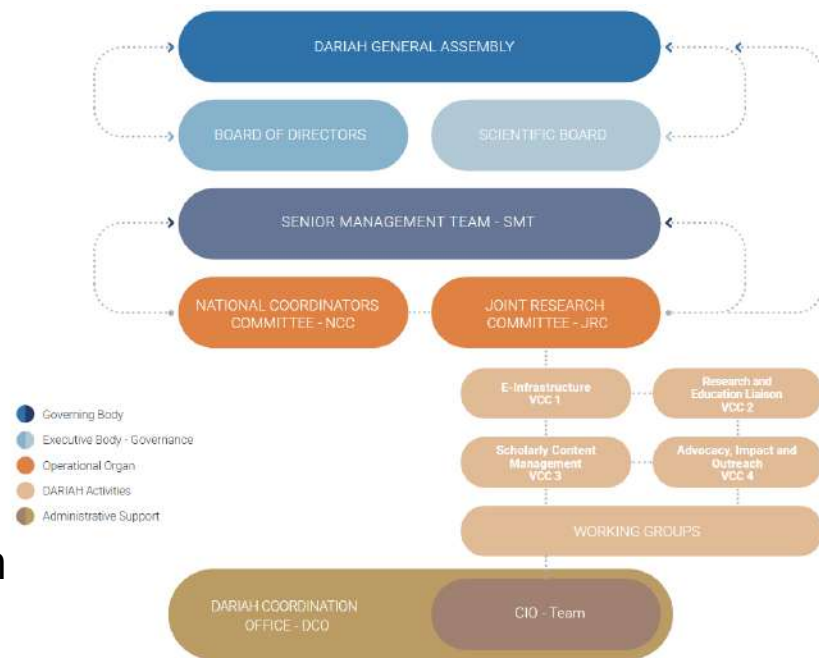 DARIAH GENERAL ASSEMBLY
BOARD OF DIRECTORS
SCIENTIFIC BOARD
SENIOR MANAGEMENT TEAM - SMT
NATIONAL COORDINATORS
COMMITTEE - NCC
JOINT RESEARCH
COMMITTEE - JRC
E-Infrastructure
VCC 1
Research and
Education Liaison
VCC 2
Scholarly Content
Management
VCC 3
Advocacy, Impact and
Outreach
VCC 4
WORKING GROUPS
DARIAH COORDINATION
OFFICE - DCO
CIO - Team
Governing Body
Executive Body - Governance
Operational Organ
DARIAH Activities
Administrative Support